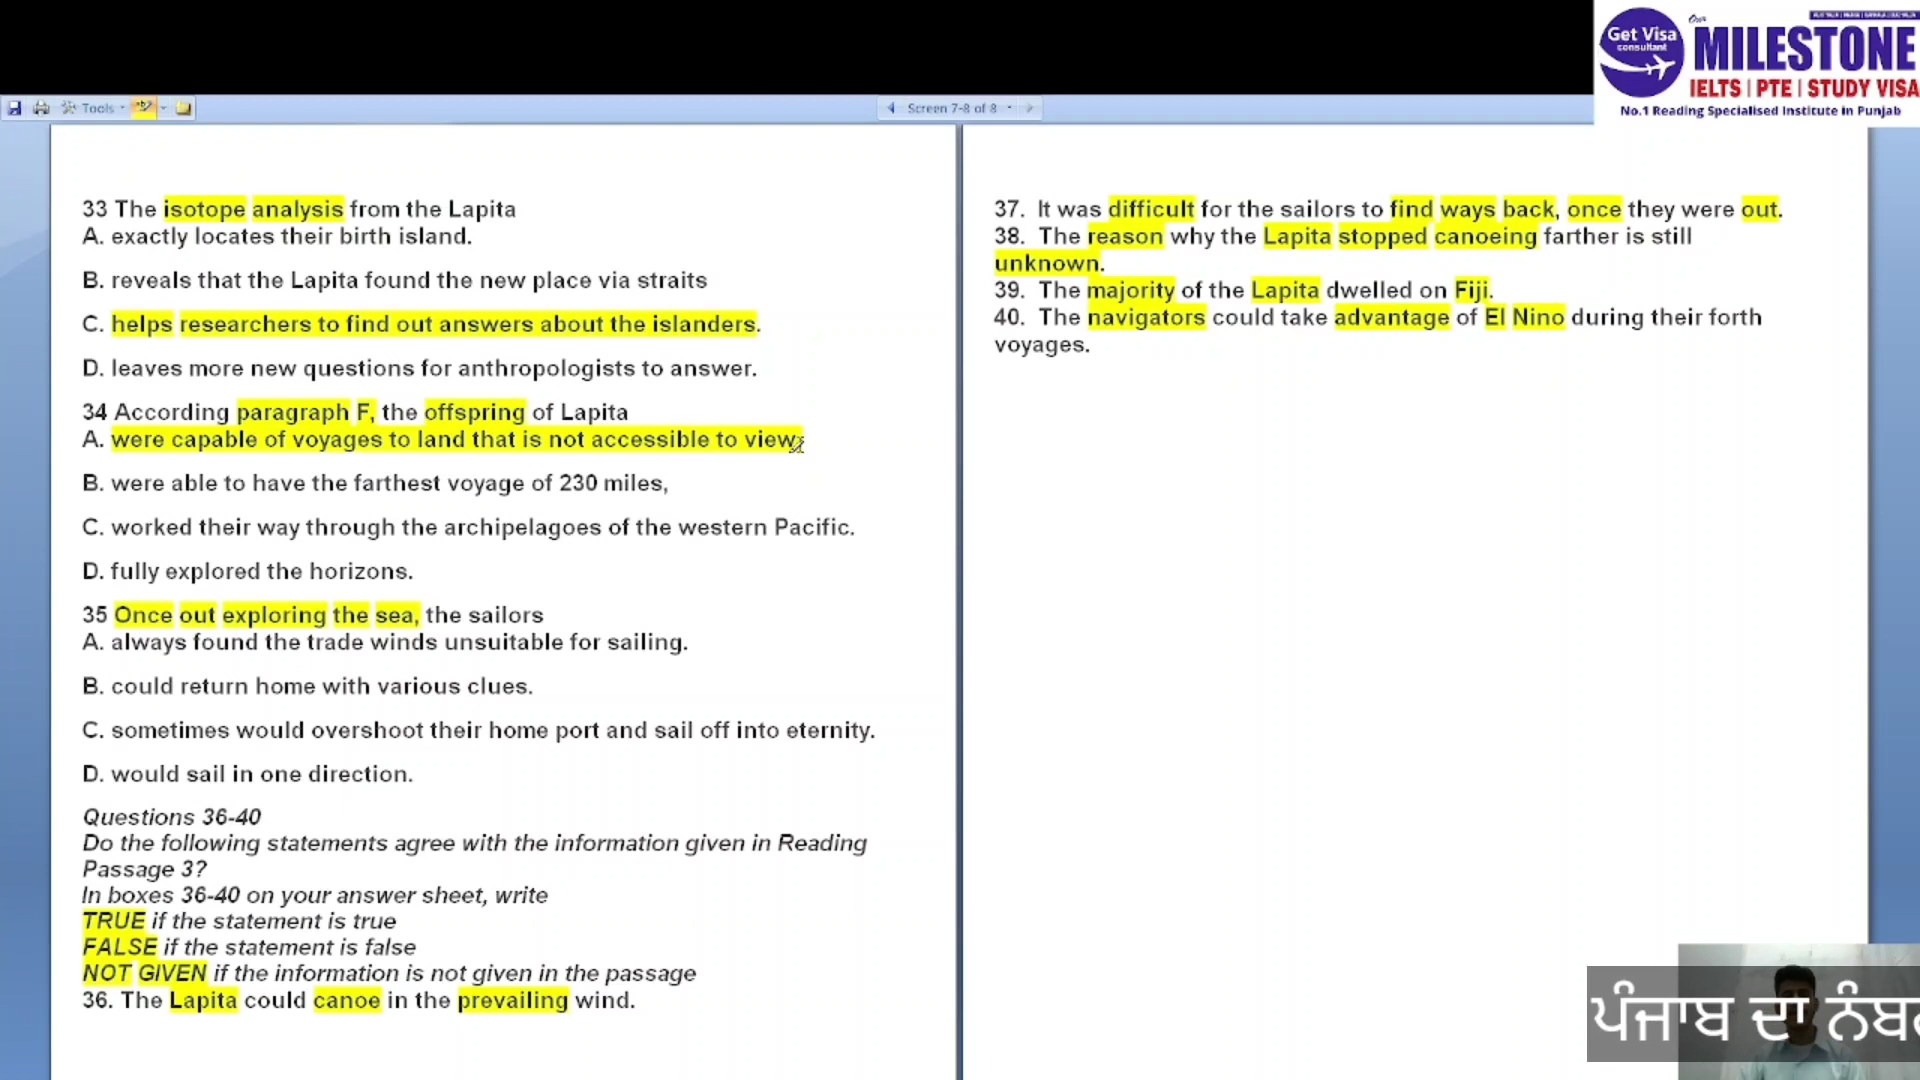 Get Visa
consultant
Our
MILESTONE
IELTS | PTE | STUDY VISA
No.1 Reading Specialised Institute in Punjab
Tools
Screen 7-8 of 8
33 The isotope analysis from the Lapita
A. exactly locates their birth island.
B. reveals that the Lapita found the new place via straits
C. helps researchers to find out answers about the islanders.
D. leaves more new questions for anthropologists to answer.
34 According paragraph F, the offspring of Lapita
A. were capable of voyages to land that is not accessible to view.
B. were able to have the farthest voyage of 230 miles,
C. worked their way through the archipelagoes of the western Pacific.
D. fully explored the horizons.
35 Once out exploring the sea, the sailors
A. always found the trade winds unsuitable for sailing.
B. could return home with various clues.
C. sometimes would overshoot their home port and sail off into eternity.
D. would sail in one direction.
Questions 36-40
Do the following statements agree with the information given in Reading
Passage 3?
In boxes 36-40 on your answer sheet, write
TRUE if the statement is true
FALSE if the statement is false
NOT GIVEN if the information is not given in the passage
36. The Lapita could canoe in the prevailing wind.
37. It was difficult for the sailors to find ways back, once they were out.
38. The reason why the Lapita stopped canoeing farther is still
unknown.
39. The majority of the Lapita dwelled on Fiji.
40. The navigators could take advantage of El Nino during their forth
voyages.
ਪੰਜਾਬ ਦਾ